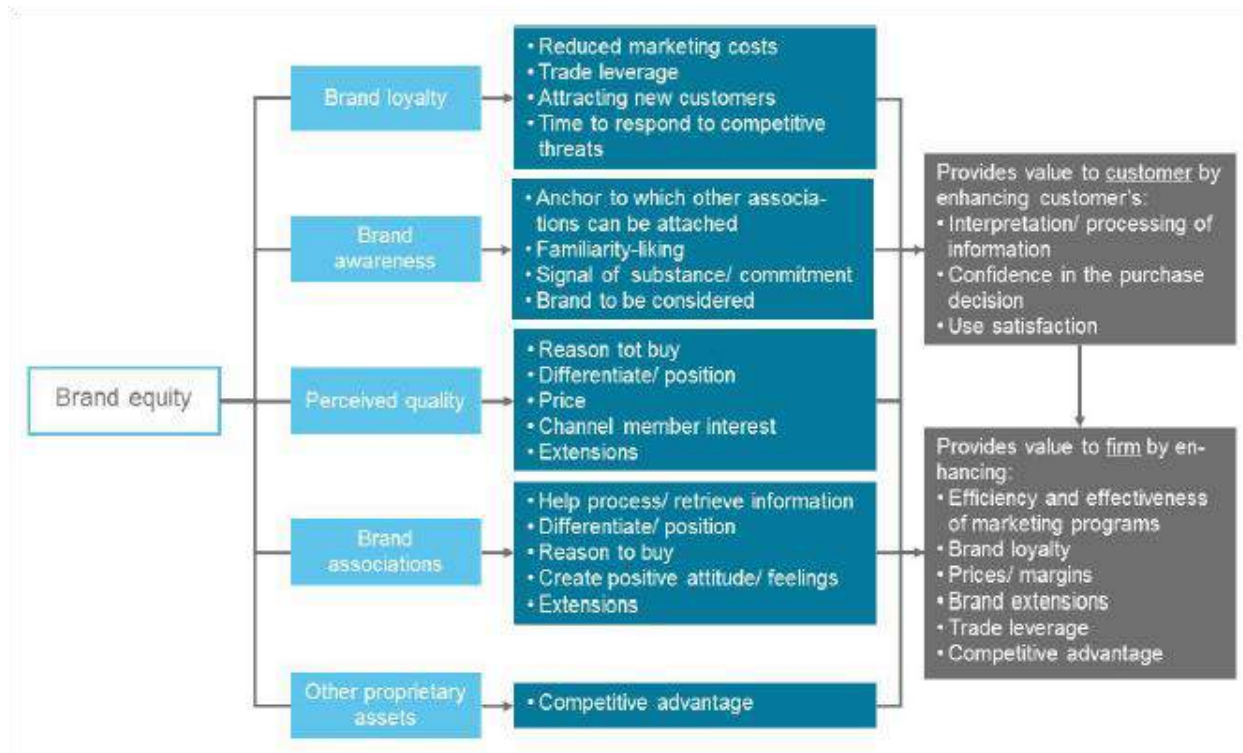 Brand equity
Brand loyalty
• Reduced marketing costs
• Trade leverage
• Attracting new customers
• Time to respond to competitive
threats
Brand
awareness
• Anchor to which other associa-
tions can be attached
• Familiarity-liking
• Signal of substance/ commitment
• Brand to be considered
Perceived quality
• Reason tot buy
• Differentiate/ position
• Price
• Channel member interest
• Extensions
Brand
associations
• Help process/ retrieve information
• Differentiate/ position
• Reason to buy
• Create positive attitude/ feelings
• Extensions
Other proprietary
assets
• Competitive advantage
Provides value to customer by
enhancing customer's:
• Interpretation/ processing of
information
• Confidence in the purchase
decision
• Use satisfaction
Provides value to firm by en-
hancing:
• Efficiency and effectiveness
of marketing programs
• Brand loyalty
• Prices/ margins
• Brand extensions
• Trade leverage
• Competitive advantage